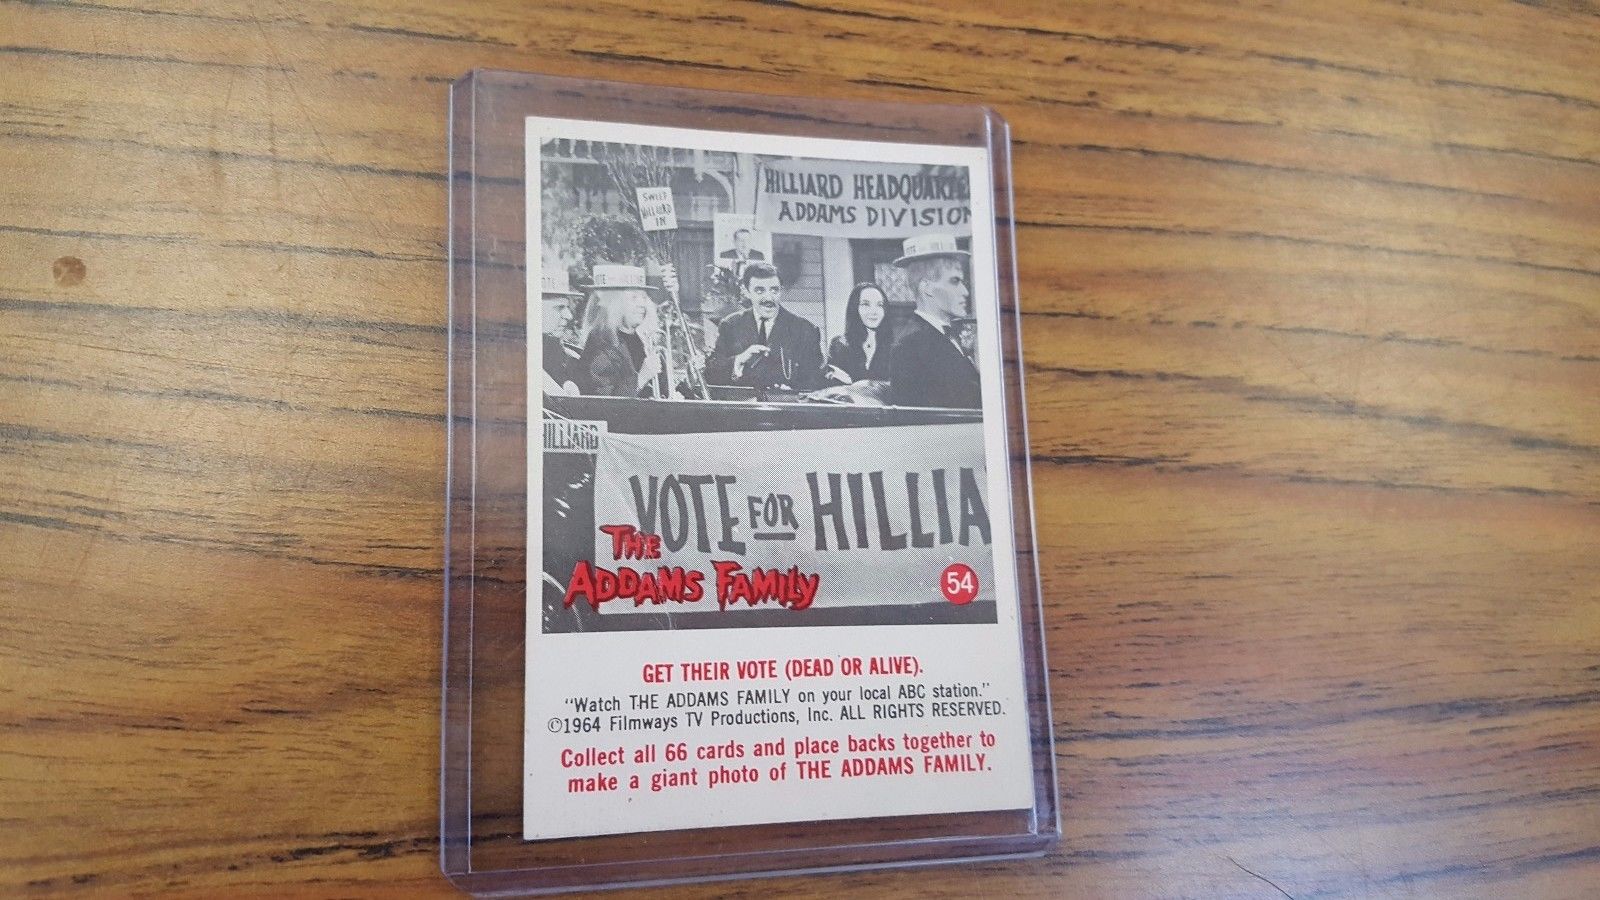 HILLIARD HEADQUARTE
ADDAMS DIVISION
SWEEP
HILLIARD
IN
HILLIARD
VOTE FOR HILLIA
THE
ADDAMS FAMILY
54
GET THEIR VOTE (DEAD OR ALIVE).
"Watch THE ADDAMS FAMILY on your local ABC station."
©1964 Filmways TV Productions, Inc. ALL RIGHTS RESERVED.
Collect all 66 cards and place backs together to
make a giant photo of THE ADDAMS FAMILY.